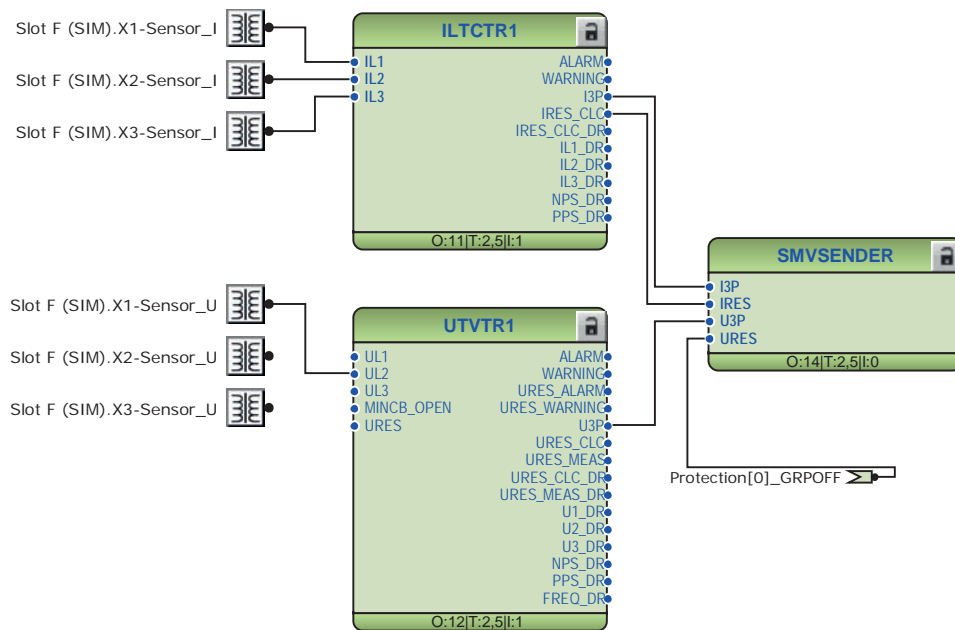 Slot F (SIM).X1-Sensor_I
Slot F (SIM).X2-Sensor_I
Slot F (SIM).X3-Sensor_I
ILTCTR1
IL1
IL2
IL3
ALARM
WARNING
I3P
IRES_CLC
IRES_CLC_DR
IL1_DR
IL2_DR
IL3_DR
NPS_DR
PPS_DR
O:11|T:2,5|I:1
Slot F (SIM).X1-Sensor_U
Slot F (SIM).X2-Sensor_U
Slot F (SIM).X3-Sensor_U
UTVTR1
UL1
UL2
UL3
MINCB_OPEN
URES
ALARM
WARNING
URES_ALARM
URES_WARNING
U3P
URES_CLC
URES_MEAS
URES_CLC_DR
URES_MEAS_DR
U1_DR
U2_DR
U3_DR
NPS_DR
PPS_DR
FREQ_DR
O:12|T:2,5|I:1
SMVSENDER
I3P
IRES
U3P
URES
O:14|T:2,5|I:0
Protection[0]_GRPOFF